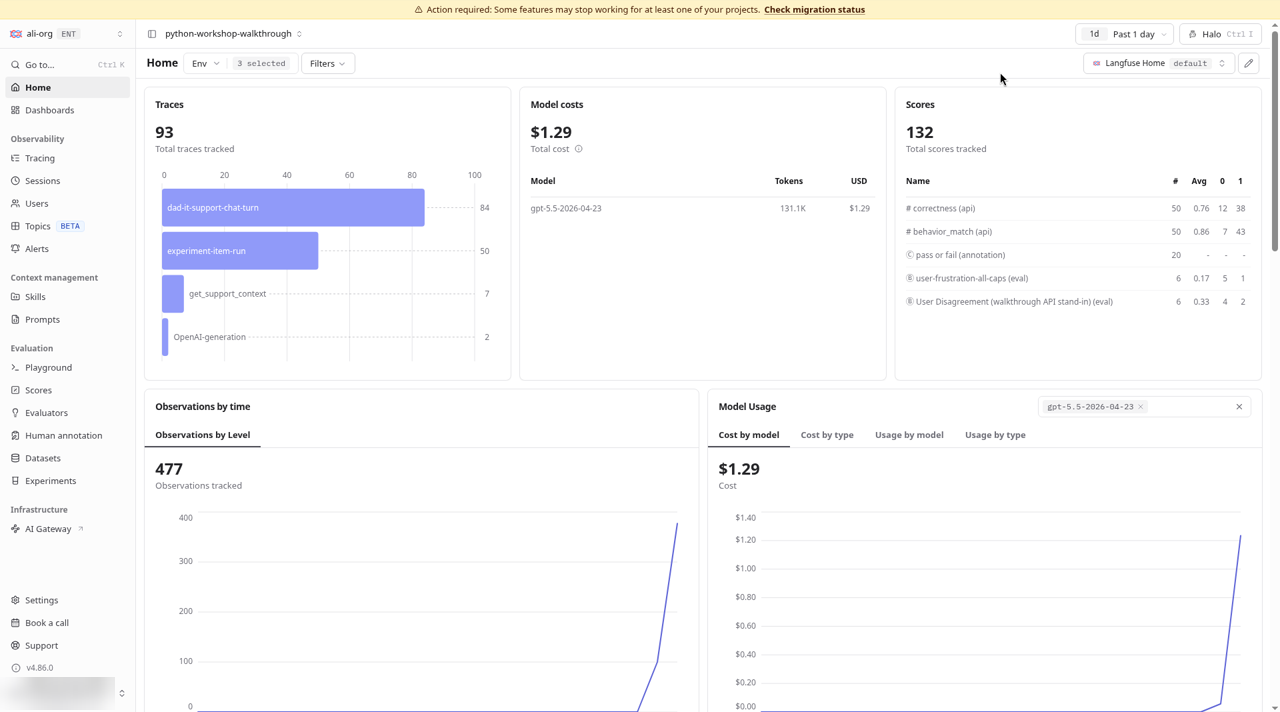 Action required: Some features may stop working for at least one of your projects. Check migration status
ali-org ENT
python-workshop-walkthrough
1d Past 1 day
Halo Ctrl I
Go to... Ctrl K
Home
Dashboards
Observability
Tracing
Sessions
Users
Topics BETA
Alerts
Context management
Skills
Prompts
Evaluation
Playground
Scores
Evaluators
Human annotation
Datasets
Experiments
Infrastructure
AI Gateway
Settings
Book a call
Support
v4.86.0
Home Env 3 selected Filters
Langfuse Home default
Traces
93
Total traces tracked
0 20 40 60 80 100
dad-it-support-chat-turn 84
experiment-item-run 50
get_support_context 7
OpenAI-generation 2
Model costs
$1.29
Total cost
Model Tokens USD
gpt-5.5-2026-04-23 131.1K $1.29
Scores
132
Total scores tracked
Name # Avg 0 1
# correctness (api) 50 0.76 12 38
# behavior_match (api) 50 0.86 7 43
Ⓒ pass or fail (annotation) 20 - - -
Ⓑ user-frustration-all-caps (eval) 6 0.17 5 1
Ⓑ User Disagreement (walkthrough API stand-in) (eval) 6 0.33 4 2
Observations by time
Observations by Level
477
Observations tracked
400
300
200
100
0
Model Usage
gpt-5.5-2026-04-23
Cost by model Cost by type Usage by model Usage by type
$1.29
Cost
$1.40
$1.20
$1.00
$0.80
$0.60
$0.40
$0.20
$0.00